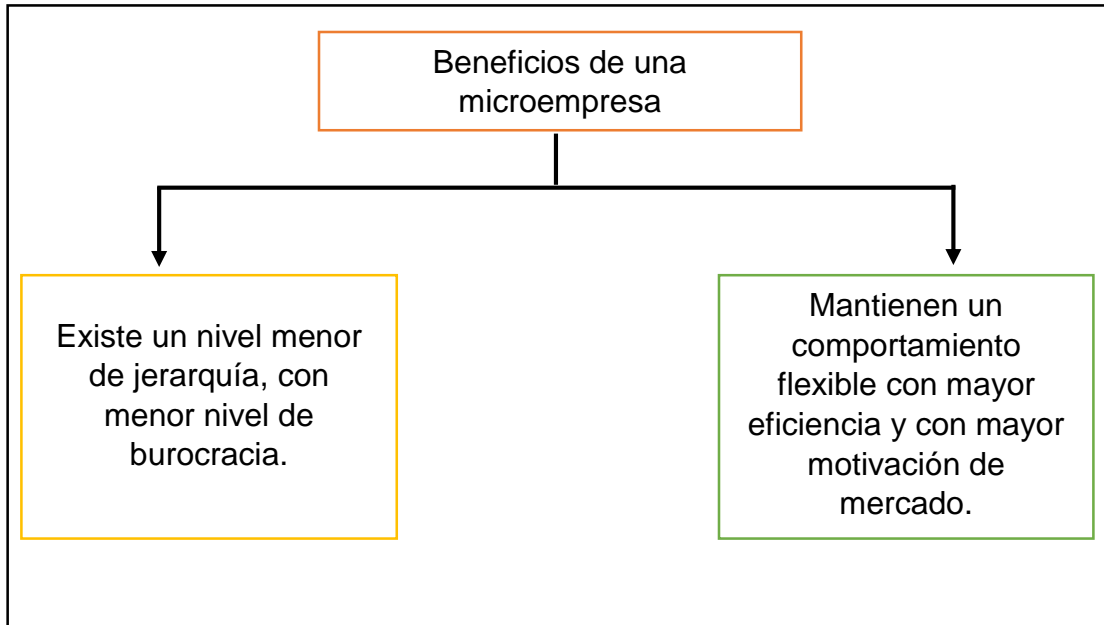 Beneficios de una
microempresa
Existe un nivel menor
de jerarquía, con
menor nivel de
burocracia.
Mantienen un
comportamiento
flexible con mayor
eficiencia y con mayor
motivación de
mercado.